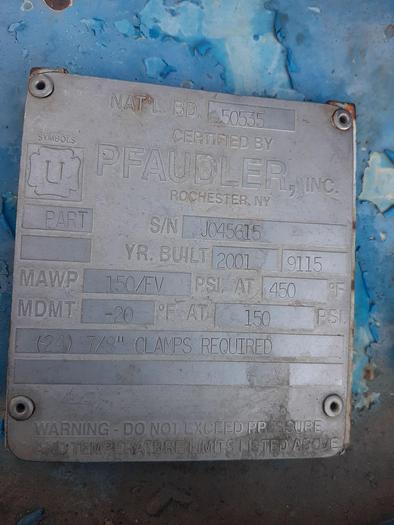 NAT'L. BD. 50535
CERTIFIED BY
SYMBOLS
U
PFAUDLER, INC.
ROCHESTER, NY
PART S/N J045615
YR. BUILT 2001 9115
MAWP 150/FV PSI. AT 450 °F
MDMT -20 °F AT 150 PSI.
(24) 7/8" CLAMPS REQUIRED
WARNING - DO NOT EXCEED PRESSURE
AND TEMPERATURE LIMITS LISTED ABOVE